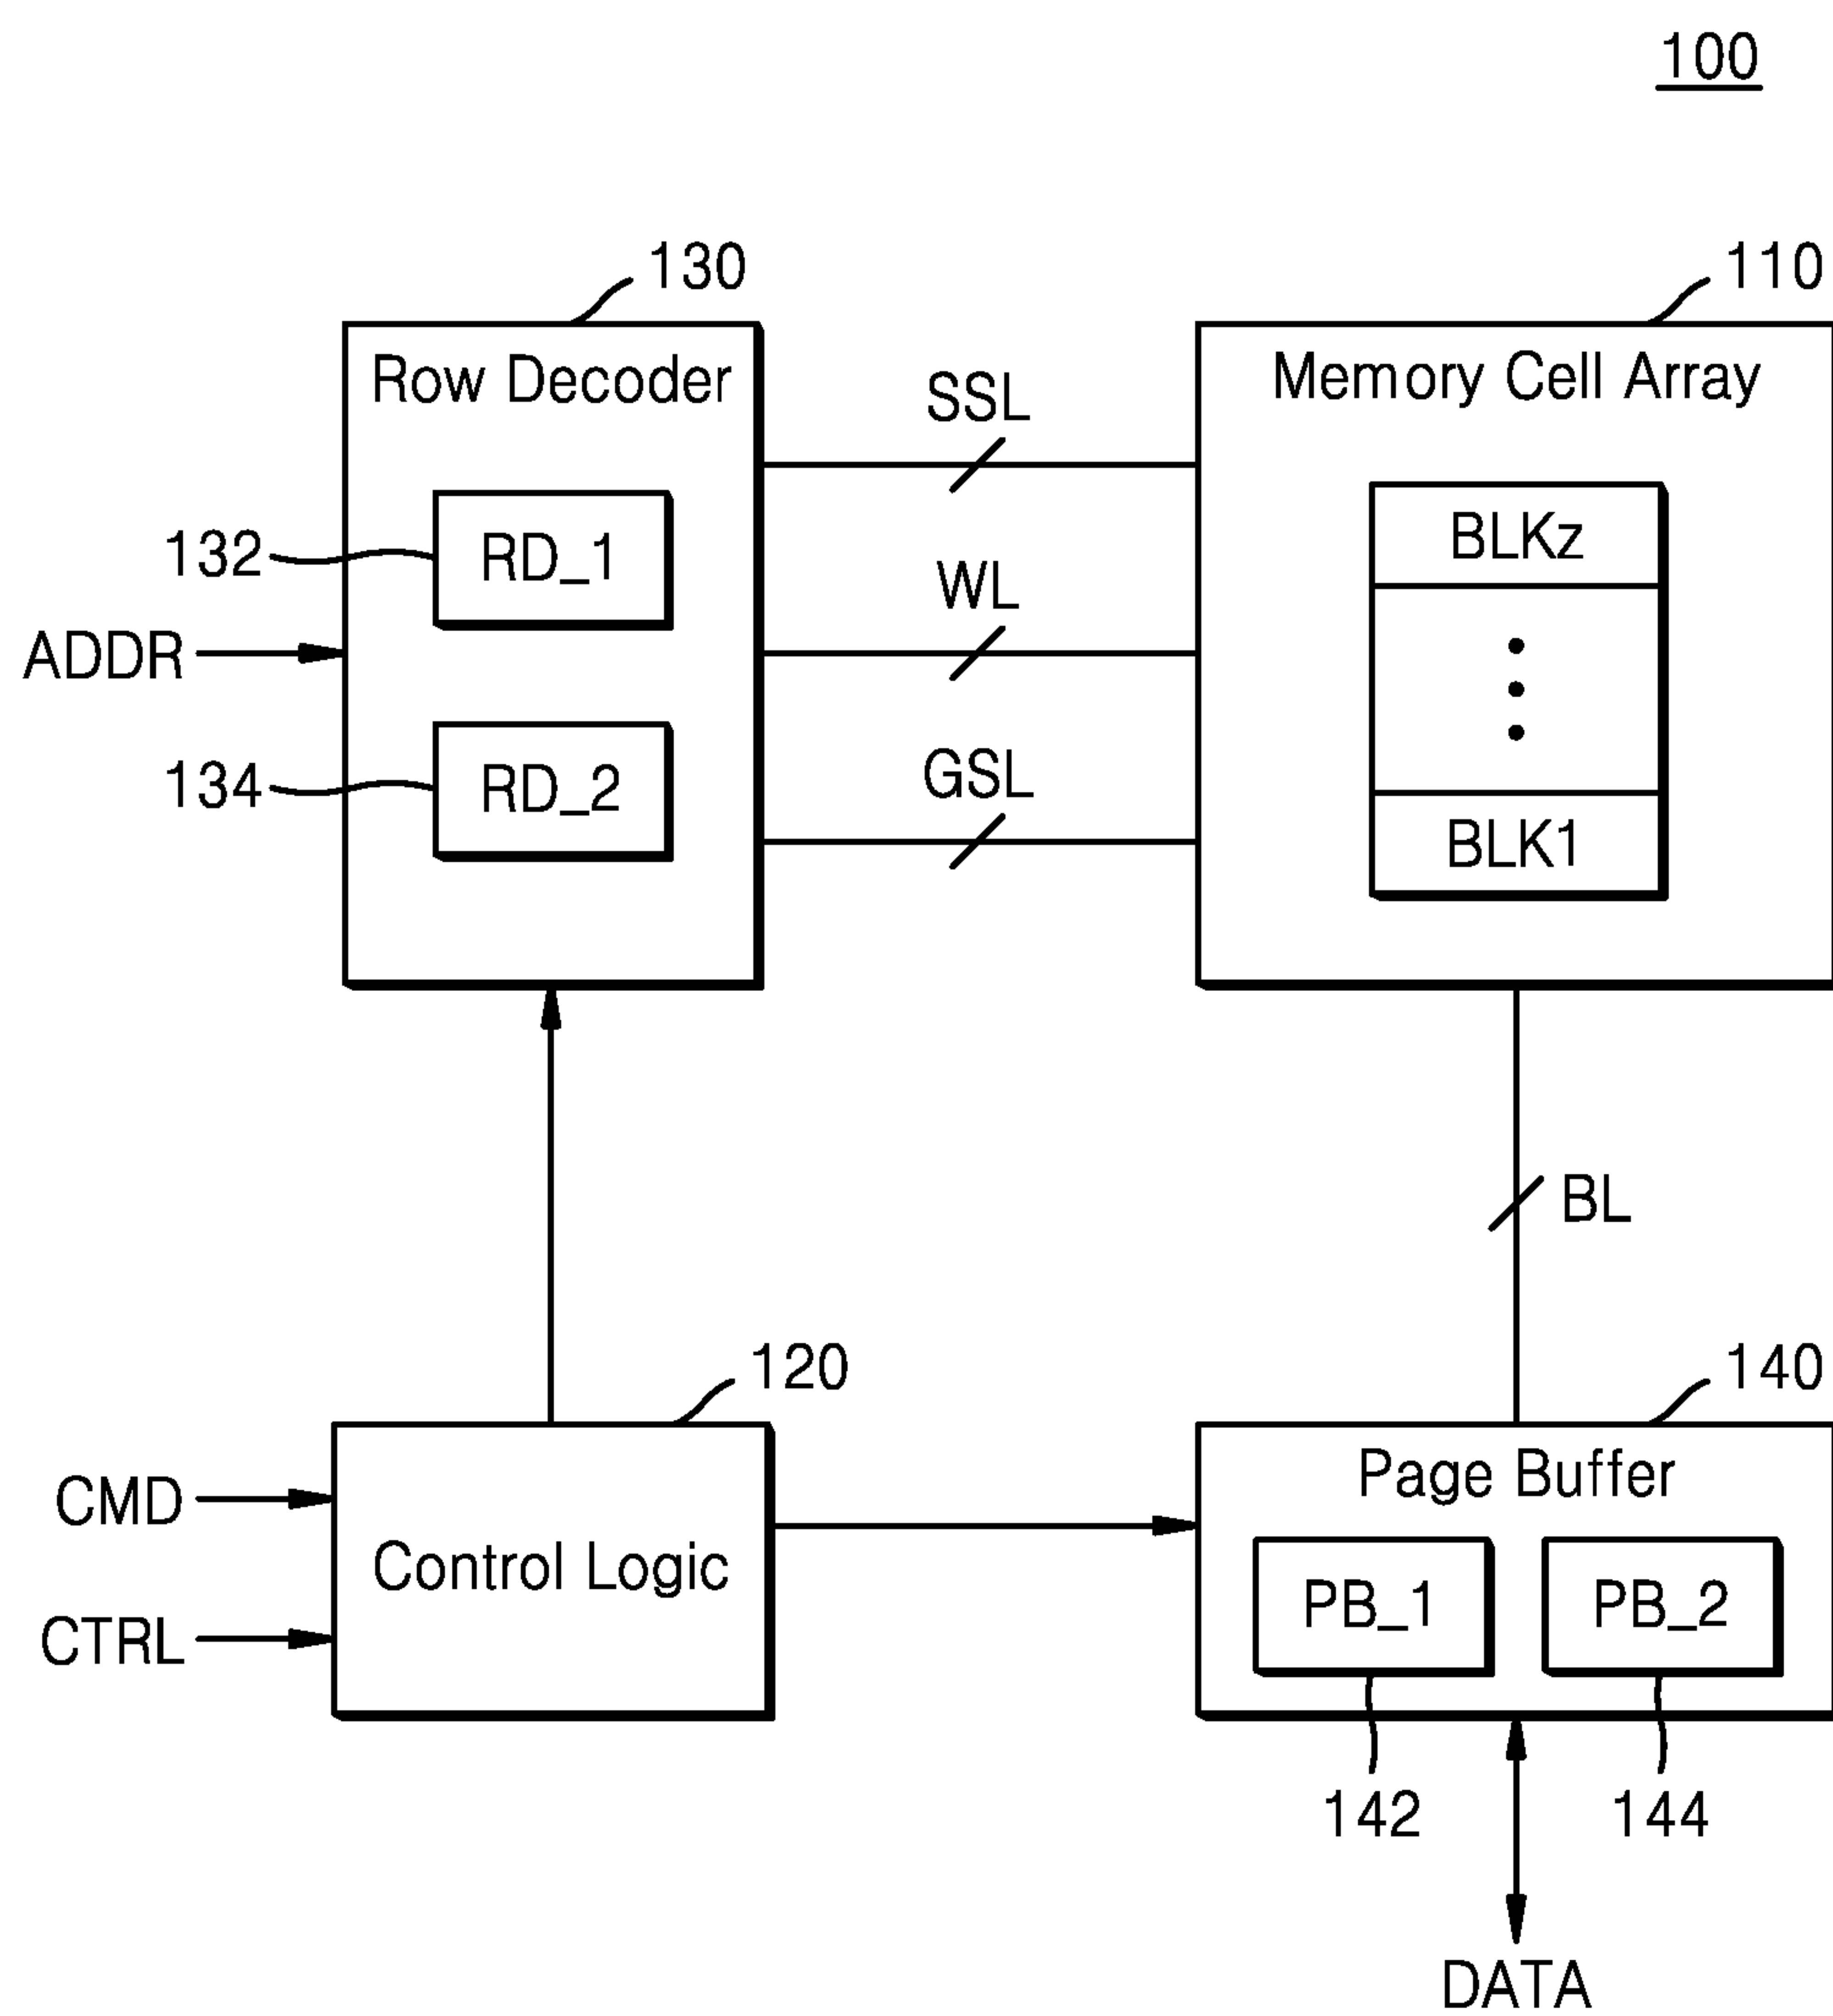 100
130
110
Row Decoder
Memory Cell Array
SSL
132
RD_1
BLKz
WL
ADDR
134
RD_2
GSL
BLK1
BL
120
140
CMD
Control Logic
CTRL
Page Buffer
PB_1
PB_2
142
144
DATA